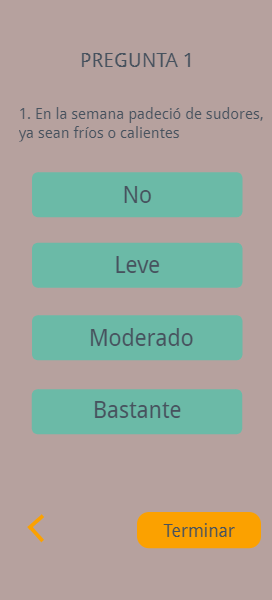 PREGUNTA 1
1. En la semana padeció de sudores,
ya sean fríos o calientes
No
Leve
Moderado
Bastante
Terminar